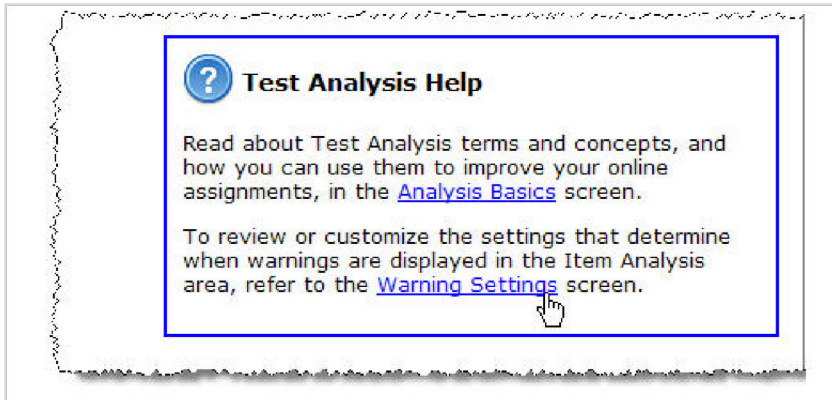 ? Test Analysis Help
Read about Test Analysis terms and concepts, and
how you can use them to improve your online
assignments, in the Analysis Basics screen.
To review or customize the settings that determine
when warnings are displayed in the Item Analysis
area, refer to the Warning Settings screen.